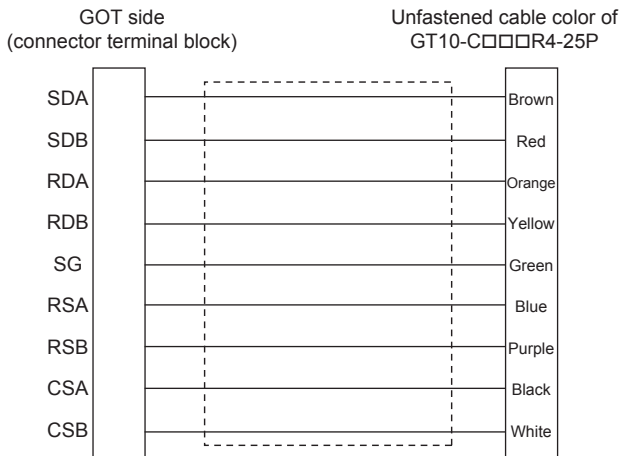 GOT side
(connector terminal block)
Unfastened cable color of
GT10-C□□□R4-25P
SDA Brown
SDB Red
RDA Orange
RDB Yellow
SG Green
RSA Blue
RSB Purple
CSA Black
CSB White